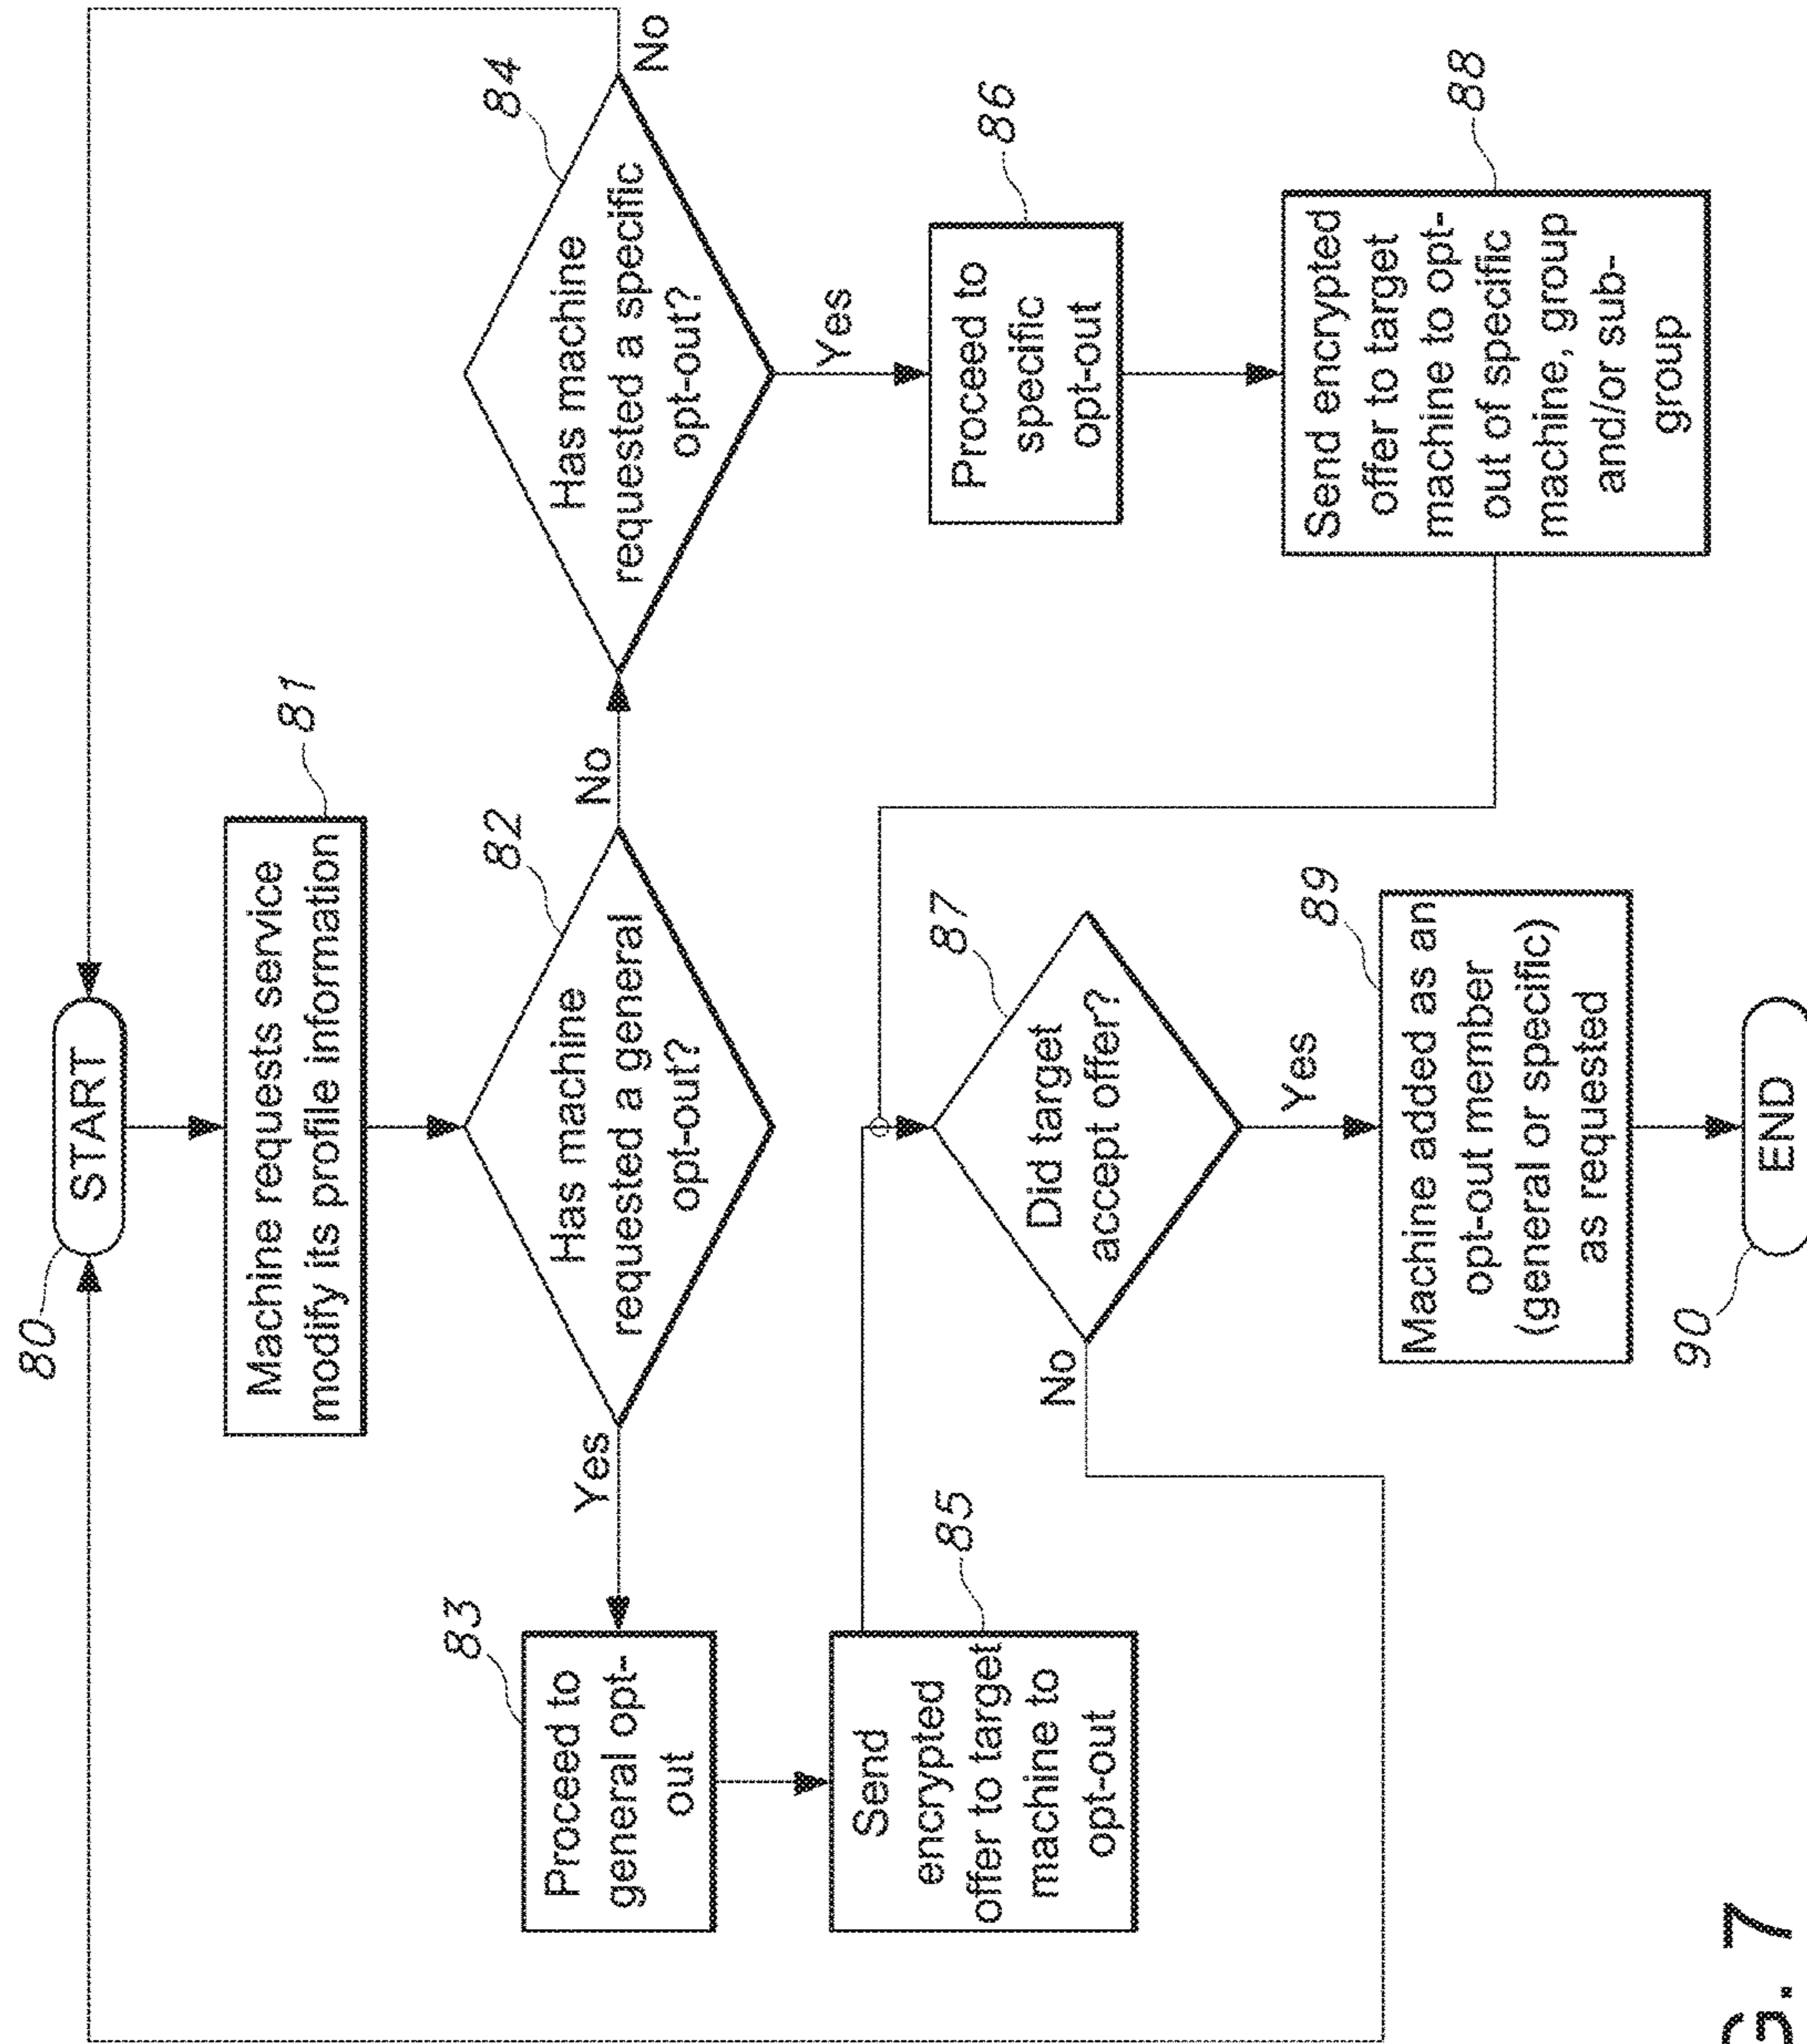 80
START
Machine requests service
modify its profile information
81
Has machine
requested a general
opt-out?
82
Yes
No
Has machine
requested a specific
opt-out?
84
No
Yes
Proceed to
general opt-
out
83
Proceed to
specific
opt-out
86
Send
encrypted
offer to target
machine to
opt-out
85
Did target
accept offer?
87
No
Yes
Send encrypted
offer to target
machine to opt-
out of specific
machine, group
and/or sub-
group
88
Machine added as an
opt-out member
(general or specific)
as requested
89
90
END
G. 7